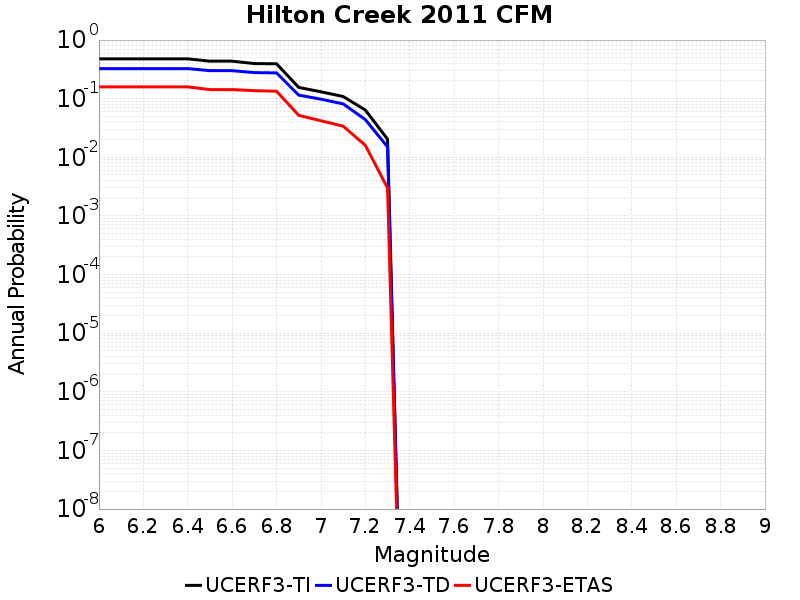 Hilton Creek 2011 CFM
Annual Probability
10^0
10^-1
10^-2
10^-3
10^-4
10^-5
10^-6
10^-7
10^-8
6 6.2 6.4 6.6 6.8 7 7.2 7.4 7.6 7.8 8 8.2 8.4 8.6 8.8 9
Magnitude
UCERF3-TI UCERF3-TD UCERF3-ETAS